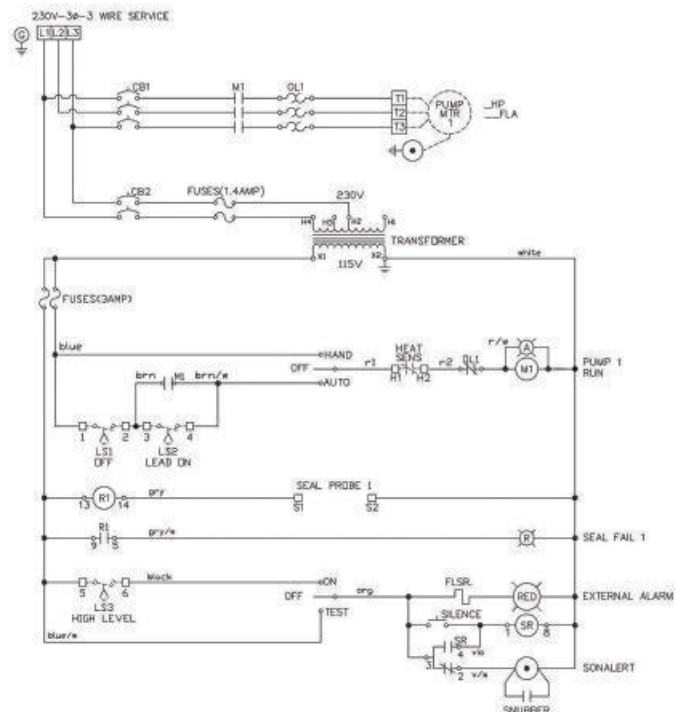 230V-3ø-3 WIRE SERVICE
G
L1 L2 L3
CB1
M1
OL1
T1
T2
T3
PUMP
MTR
1
_HP
__FLA
CB2
FUSES(1.4AMP)
230V
H4 H3 H2 H1
TRANSFORMER
X1
115V
X2
white
FUSES(3AMP)
blue
HAND
OFF
AUTO
r1
HEAT
SENS
H1 H2
r2
OL1
r/w
A
M1
PUMP 1
RUN
brn
M1
brn/w
1 2 3 4
LS1
OFF
LS2
LEAD ON
13 R1 14
gry
SEAL PROBE 1
S1 S2
R1
9 5
gry/w
R
SEAL FAIL 1
5 6
black
ON
OFF
TEST
org
FLSR.
RED
EXTERNAL ALARM
LS3
HIGH LEVEL
blue/w
SILENCE
1 SR 8
SR
4
vio
3
2
v/w
SONALERT
SNUBBER